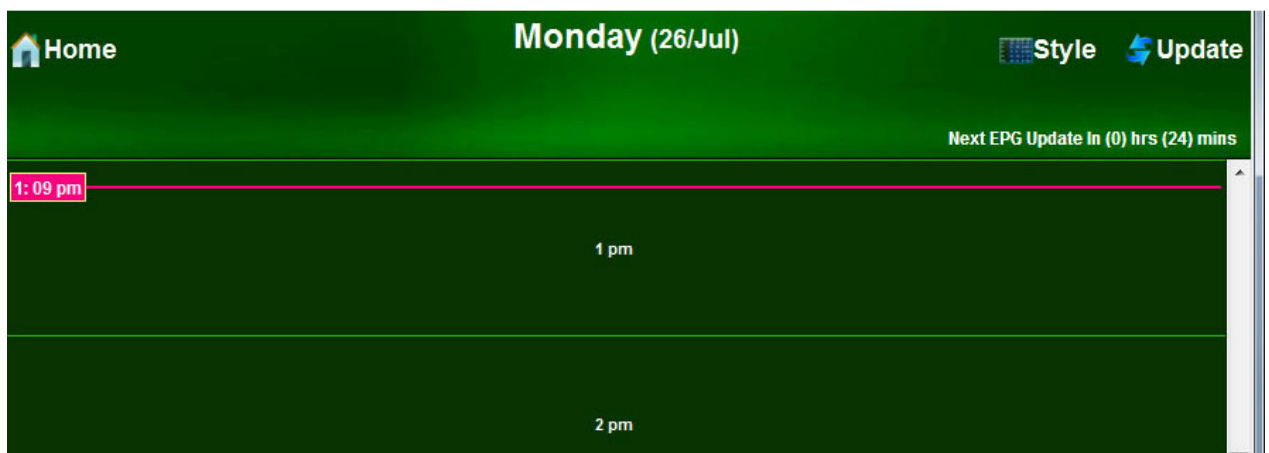 Home
Monday (26/Jul)
Style
Update
Next EPG Update In (0) hrs (24) mins
1: 09 pm
1 pm
2 pm